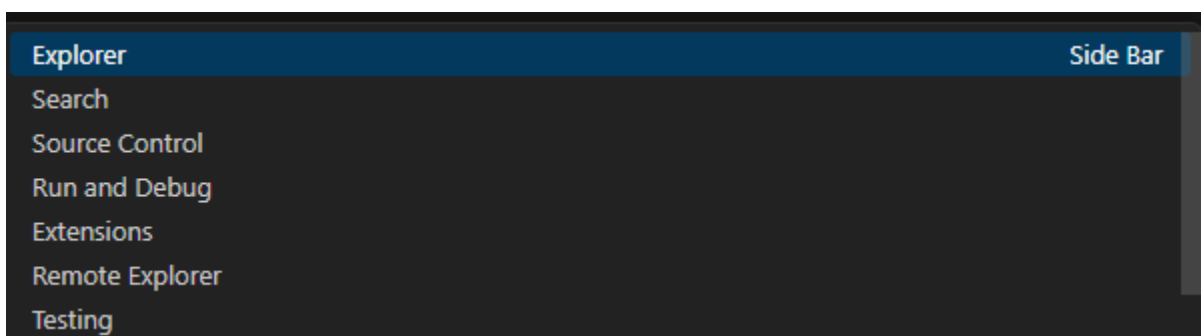 Explorer Side Bar
Search
Source Control
Run and Debug
Extensions
Remote Explorer
Testing